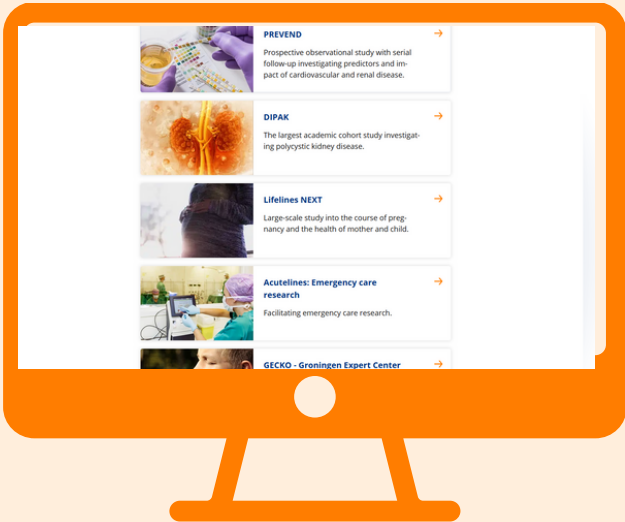 PREVEND
Prospective observational study with serial
follow-up investigating predictors and im-
pact of cardiovascular and renal disease.
DIPAK
The largest academic cohort study investigat-
ing polycystic kidney disease.
Lifelines NEXT
Large-scale study into the course of preg-
nancy and the health of mother and child.
Acutelines: Emergency care
research
Facilitating emergency care research.
GECKO - Groningen Expert Center